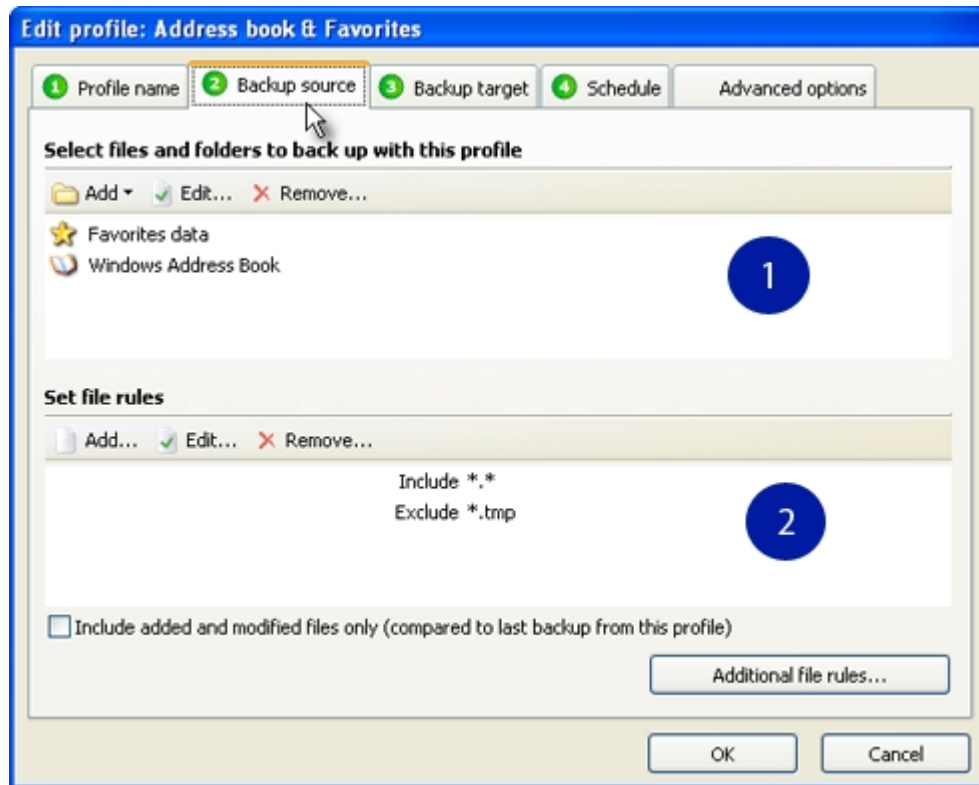 Edit profile: Address book & Favorites
1 Profile name 2 Backup source 3 Backup target 4 Schedule Advanced options
Select files and folders to back up with this profile
Add Edit... Remove...
Favorites data
Windows Address Book
1
Set file rules
Add... Edit... Remove...
Include *.*
Exclude *.tmp
2
Include added and modified files only (compared to last backup from this profile)
Additional file rules...
OK Cancel